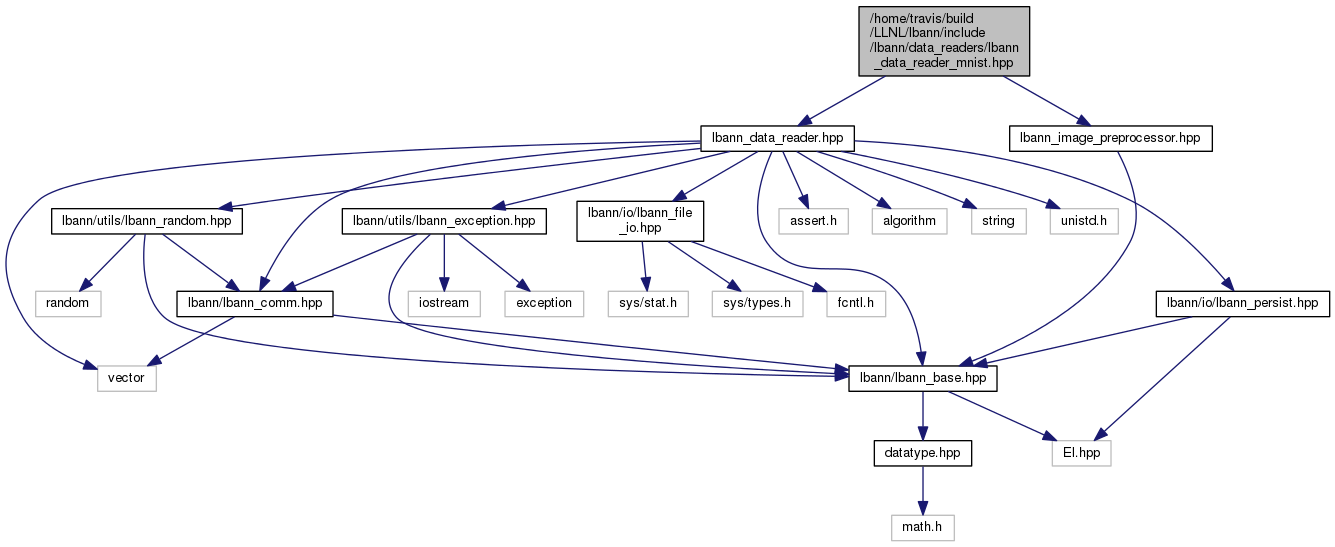 /home/travis/build
/LLNL/lbann/include
/lbann/data_readers/lbann
_data_reader_mnist.hpp
lbann_data_reader.hpp
lbann_image_preprocessor.hpp
lbann/utils/lbann_random.hpp
lbann/utils/lbann_exception.hpp
lbann/io/lbann_file
_io.hpp
assert.h
algorithm
string
unistd.h
random
lbann/lbann_comm.hpp
iostream
exception
sys/stat.h
sys/types.h
fcntl.h
lbann/io/lbann_persist.hpp
vector
lbann/lbann_base.hpp
datatype.hpp
El.hpp
math.h